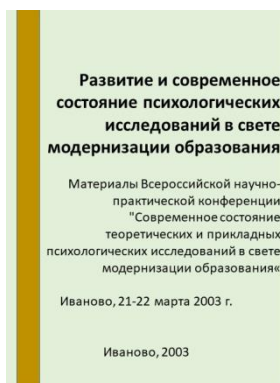 Развитие и современное
состояние психологических
исследований в свете
модернизации образования
Материалы Всероссийской научно-
практической конференции
"Современное состояние
теоретических и прикладных
психологических исследований в свете
модернизации образования«
Иваново, 21-22 марта 2003 г.
Иваново, 2003